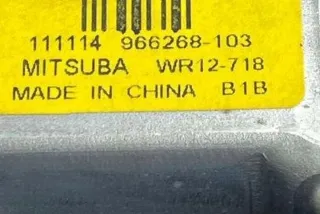 111114 966268-103
MITSUBA WR12-718
MADE IN CHINA B1B